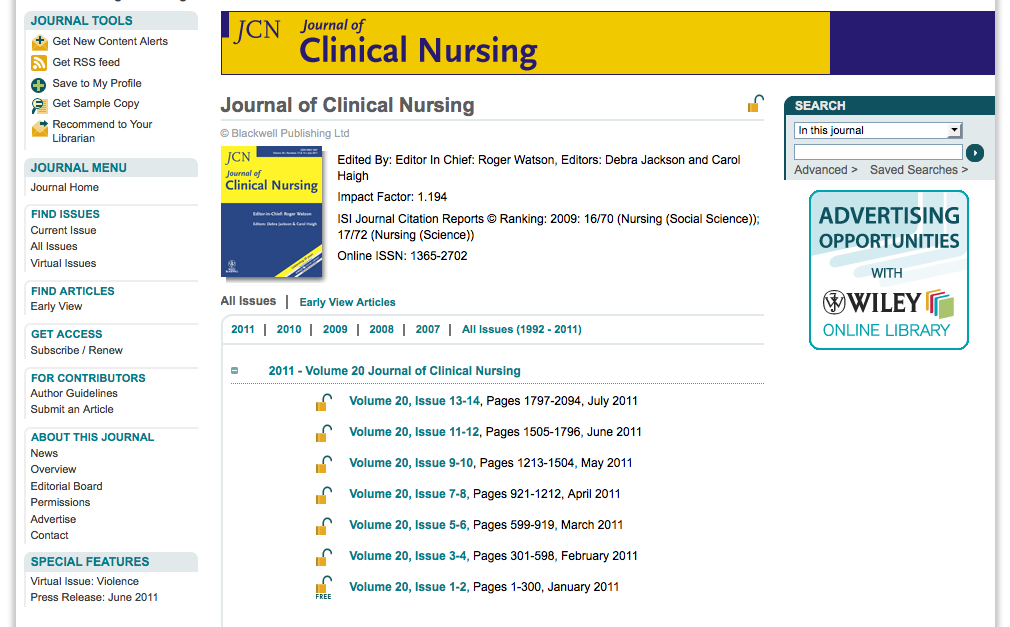 JOURNAL TOOLS
Get New Content Alerts
Get RSS feed
Save to My Profile
Get Sample Copy
Recommend to Your
Librarian
JOURNAL MENU
Journal Home
FIND ISSUES
Current Issue
All Issues
Virtual Issues
FIND ARTICLES
Early View
GET ACCESS
Subscribe / Renew
FOR CONTRIBUTORS
Author Guidelines
Submit an Article
ABOUT THIS JOURNAL
News
Overview
Editorial Board
Permissions
Advertise
Contact
SPECIAL FEATURES
Virtual Issue: Violence
Press Release: June 2011
JCN Journal of
Clinical Nursing
Journal of Clinical Nursing
© Blackwell Publishing Ltd
JCN
Journal of
Clinical Nursing
Editor-in-Chief: Roger Watson
Editors: Debra Jackson & Carol Haigh
Edited By: Editor In Chief: Roger Watson, Editors: Debra Jackson and Carol
Haigh
Impact Factor: 1.194
ISI Journal Citation Reports © Ranking: 2009: 16/70 (Nursing (Social Science));
17/72 (Nursing (Science))
Online ISSN: 1365-2702
All Issues | Early View Articles
2011 | 2010 | 2009 | 2008 | 2007 | All Issues (1992 - 2011)
2011 - Volume 20 Journal of Clinical Nursing
Volume 20, Issue 13-14, Pages 1797-2094, July 2011
Volume 20, Issue 11-12, Pages 1505-1796, June 2011
Volume 20, Issue 9-10, Pages 1213-1504, May 2011
Volume 20, Issue 7-8, Pages 921-1212, April 2011
Volume 20, Issue 5-6, Pages 599-919, March 2011
Volume 20, Issue 3-4, Pages 301-598, February 2011
Volume 20, Issue 1-2, Pages 1-300, January 2011
FREE
SEARCH
In this journal
Advanced > Saved Searches >
ADVERTISING
OPPORTUNITIES
WITH
WILEY
ONLINE LIBRARY